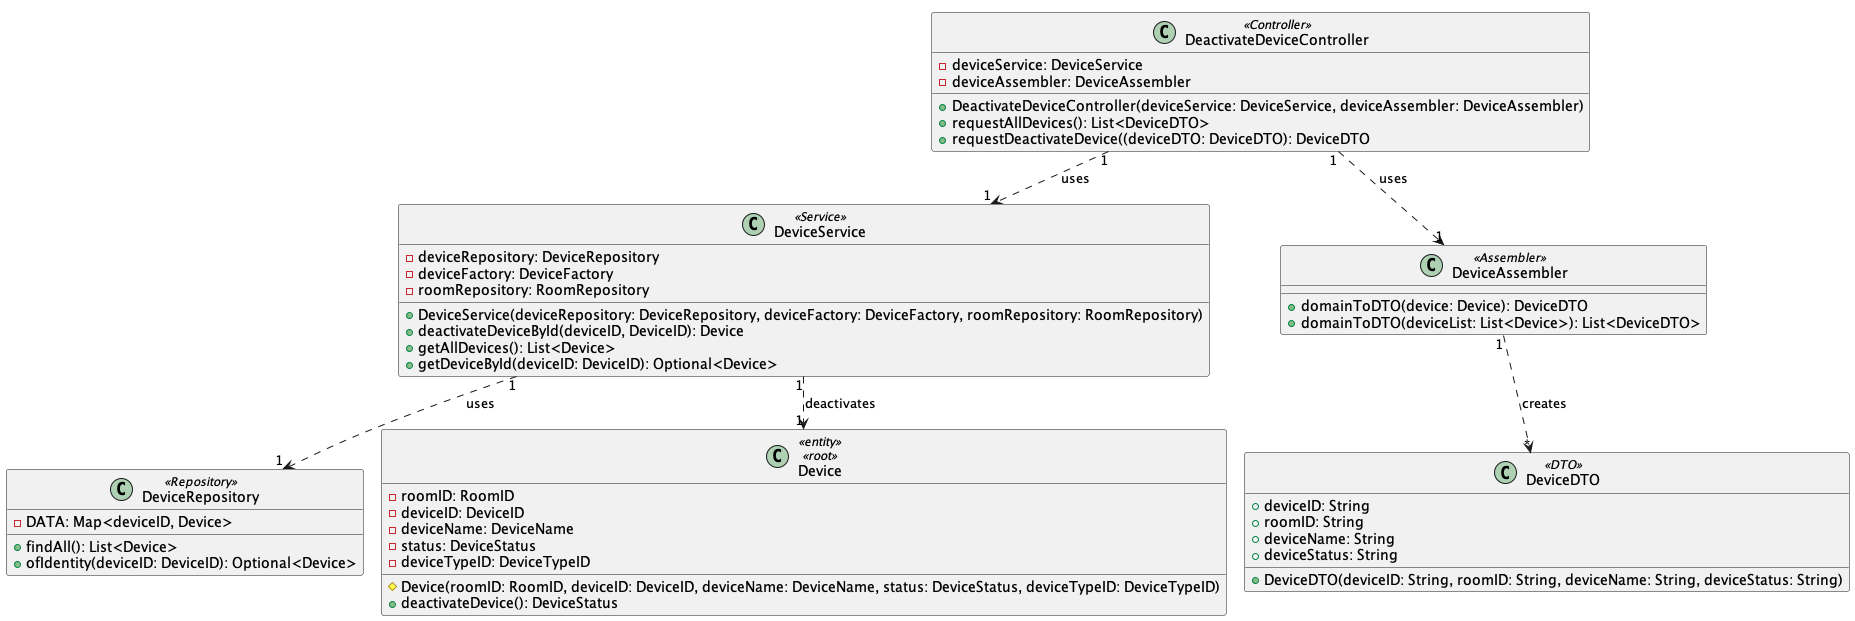 C
«Controller»
DeactivateDeviceController
deviceService: DeviceService
deviceAssembler: DeviceAssembler
DeactivateDeviceController(deviceService: DeviceService, deviceAssembler: DeviceAssembler)
requestAllDevices(): List<DeviceDTO>
requestDeactivateDevice((deviceDTO: DeviceDTO): DeviceDTO
1
uses
1
1
uses
1
C
«Service»
DeviceService
deviceRepository: DeviceRepository
deviceFactory: DeviceFactory
roomRepository: RoomRepository
DeviceService(deviceRepository: DeviceRepository, deviceFactory: DeviceFactory, roomRepository: RoomRepository)
deactivateDeviceById(deviceID, DeviceID): Device
getAllDevices(): List<Device>
getDeviceById(deviceID: DeviceID): Optional<Device>
C
«Assembler»
DeviceAssembler
domainToDTO(device: Device): DeviceDTO
domainToDTO(deviceList: List<Device>): List<DeviceDTO>
1
uses
1
1
deactivates
1
1
creates
*
C
«Repository»
DeviceRepository
DATA: Map<deviceID, Device>
findAll(): List<Device>
ofIdentity(deviceID: DeviceID): Optional<Device>
C
«entity»
«root»
Device
roomID: RoomID
deviceID: DeviceID
deviceName: DeviceName
status: DeviceStatus
deviceTypeID: DeviceTypeID
Device(roomID: RoomID, deviceID: DeviceID, deviceName: DeviceName, status: DeviceStatus, deviceTypeID: DeviceTypeID)
deactivateDevice(): DeviceStatus
C
«DTO»
DeviceDTO
deviceID: String
roomID: String
deviceName: String
deviceStatus: String
DeviceDTO(deviceID: String, roomID: String, deviceName: String, deviceStatus: String)